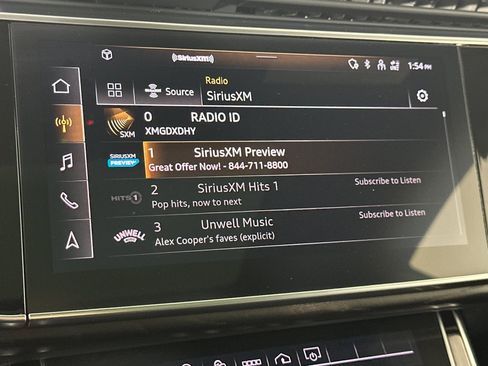 ((SiriusXM))
1:54 PM
Radio
Source
SiriusXM
0 RADIO ID
SXM
XMGDXDHY
SIRIUSXM
PREVIEW
1 SiriusXM Preview
Great Offer Now! - 844-711-8800
HITS 1
2 SiriusXM Hits 1
Subscribe to Listen
Pop hits, now to next
UNWELL
3 Unwell Music
Subscribe to Listen
Alex Cooper's faves (explicit)